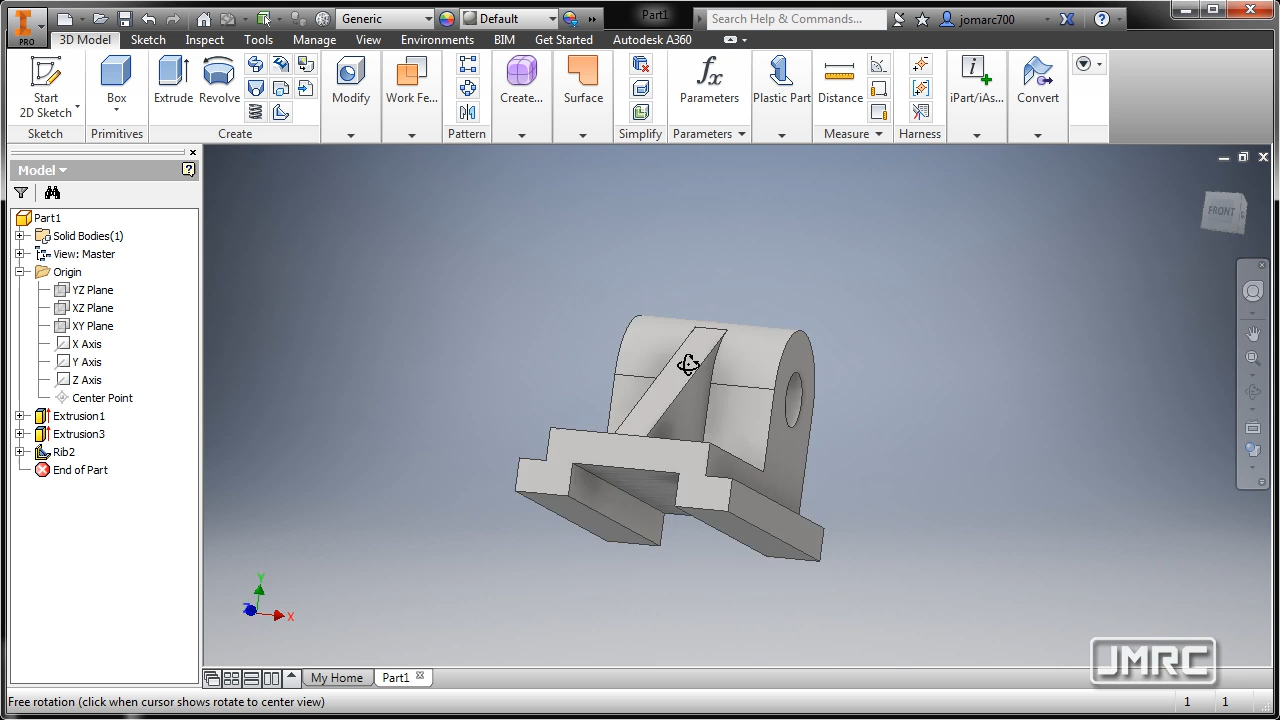 PRO
Generic
Default
Part1
Search Help & Commands...
jomarc700
3D Model Sketch Inspect Tools Manage View Environments BIM Get Started Autodesk A360
Start
2D Sketch
Box
Extrude
Revolve
Modify
Work Fe...
Create...
Surface
fx
Parameters
Plastic Part
Distance
iPart/iAs...
Convert
Sketch
Primitives
Create
Pattern
Simplify
Parameters
Measure
Harness
Model
Part1
Solid Bodies(1)
View: Master
Origin
YZ Plane
XZ Plane
XY Plane
X Axis
Y Axis
Z Axis
Center Point
Extrusion1
Extrusion3
Rib2
End of Part
FRONT
Y
Z
X
My Home
Part1
JMRC
Free rotation (click when cursor shows rotate to center view)
1
1